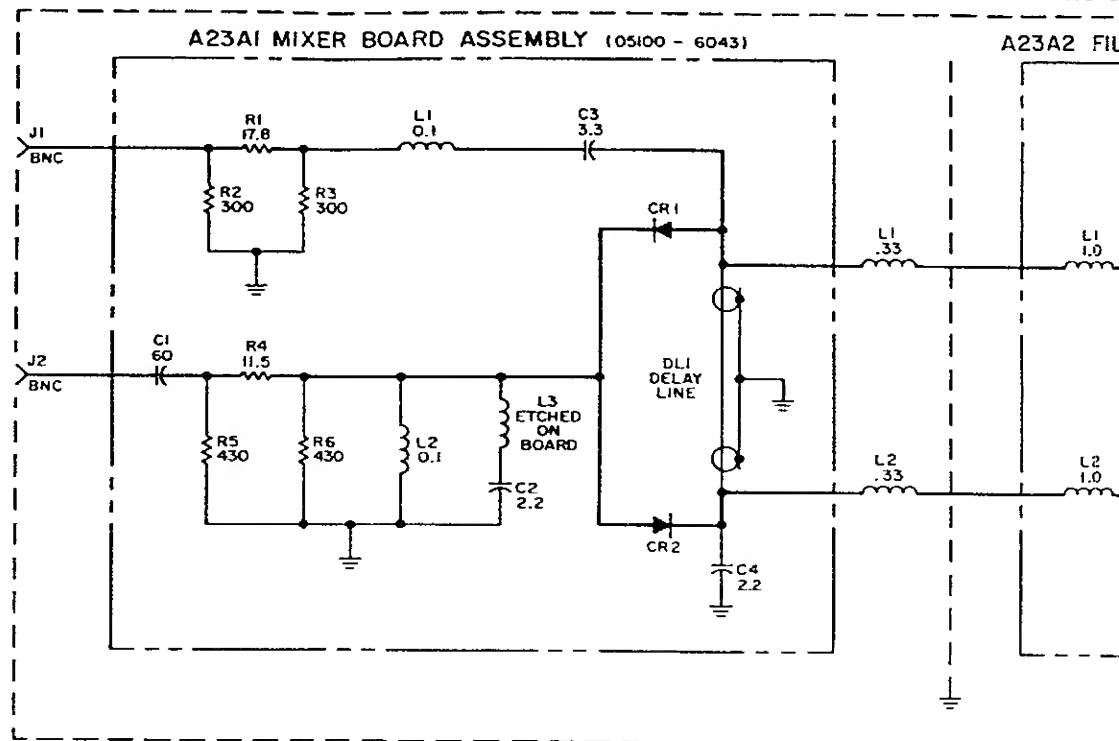 A23A1 MIXER BOARD ASSEMBLY (05100 - 6043)
A23A2 FIL
J1
BNC
R1
17.8
L1
0.1
C3
3.3
R2
300
R3
300
CR1
L1
.33
L1
1.0
J2
BNC
C1
60
R4
11.5
DL1
DELAY
LINE
L3
ETCHED
ON
BOARD
R5
430
R6
430
L2
0.1
C2
2.2
L2
.33
L2
1.0
CR2
C4
2.2